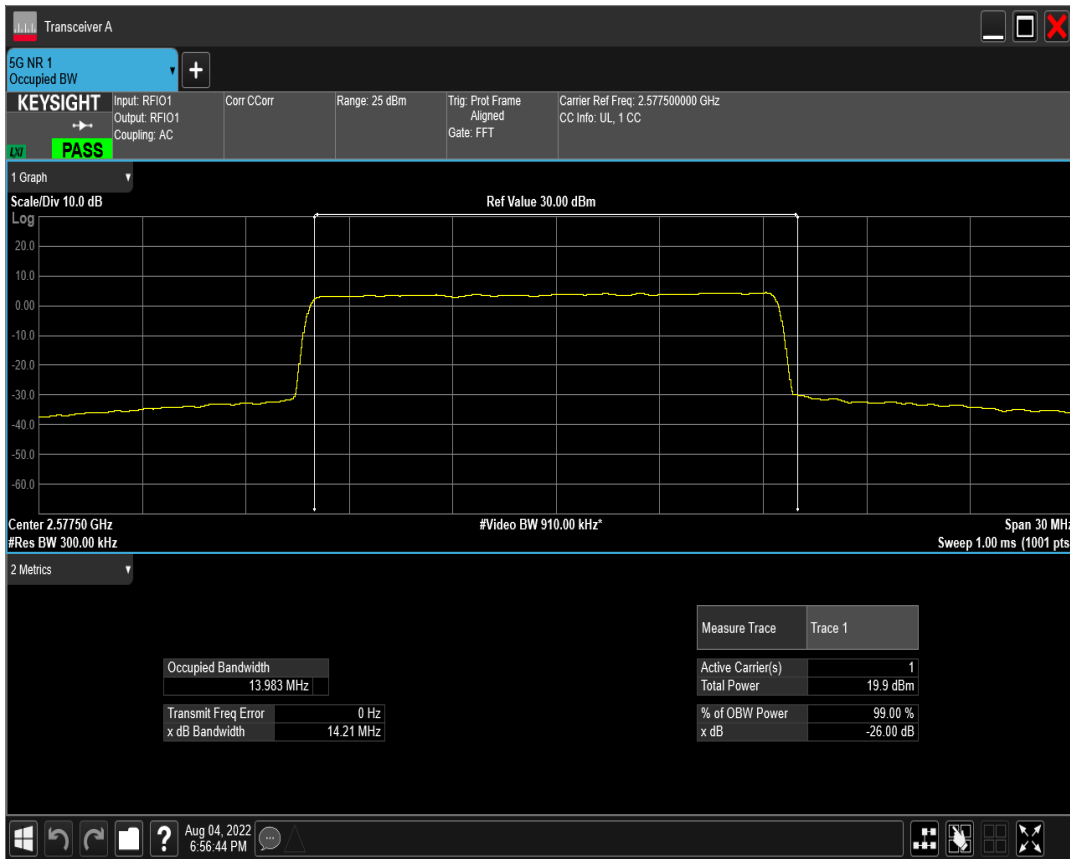 Transceiver A
5G NR 1
Occupied BW
+
KEYSIGHT
LXI
PASS
Input: RFIO1
Output: RFIO1
Coupling: AC
Corr CCorr
Range: 25 dBm
Trig: Prot Frame
Aligned
Gate: FFT
Carrier Ref Freq: 2.577500000 GHz
CC Info: UL, 1 CC
1 Graph
Scale/Div 10.0 dB
Ref Value 30.00 dBm
Log
20.0
10.0
0.00
-10.0
-20.0
-30.0
-40.0
-50.0
-60.0
Center 2.57750 GHz
#Video BW 910.00 kHz*
Span 30 MHz
#Res BW 300.00 kHz
Sweep 1.00 ms (1001 pts
2 Metrics
Measure Trace Trace 1
Occupied Bandwidth
13.983 MHz
Active Carrier(s) 1
Total Power 19.9 dBm
Transmit Freq Error 0 Hz
x dB Bandwidth 14.21 MHz
% of OBW Power 99.00 %
x dB -26.00 dB
?
Aug 04, 2022
6:56:44 PM